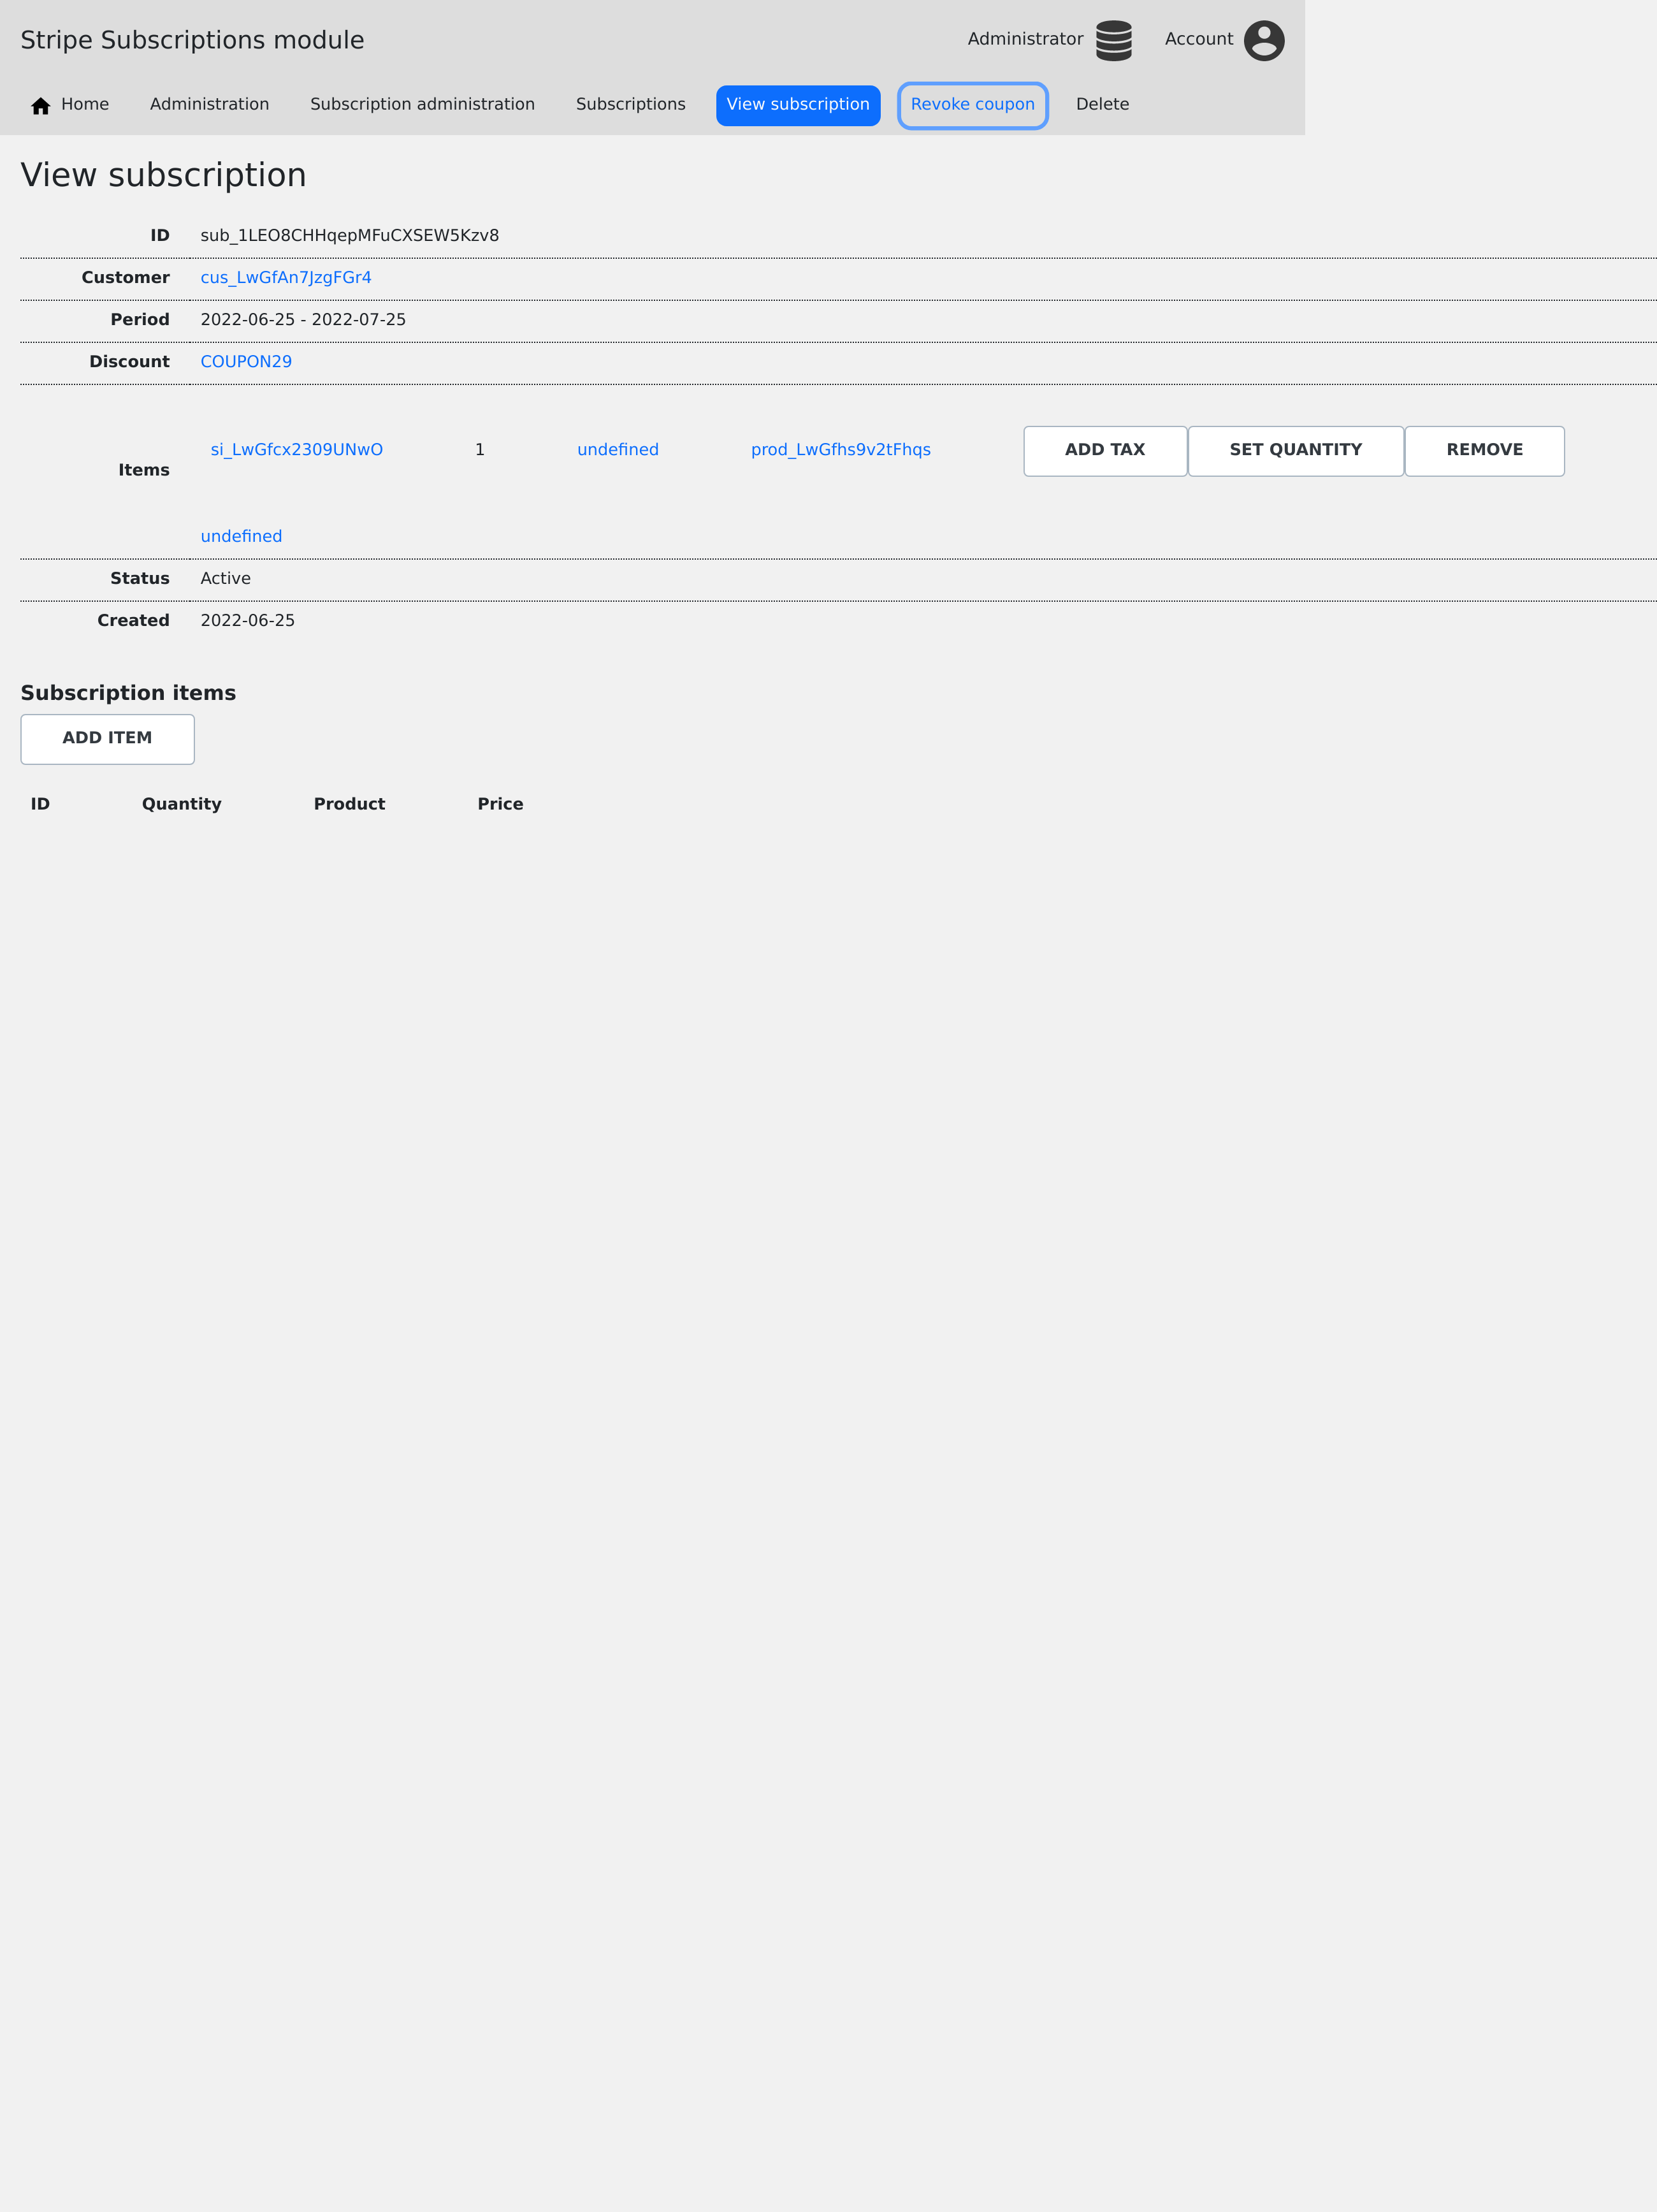 Stripe Subscriptions module
Administrator
Account
Home Administration Subscription administration Subscriptions View subscription Revoke coupon Delete
View subscription
ID sub_1LEO8CHHqepMFuCXSEW5Kzv8
Customer cus_LwGfAn7JzgFGr4
Period 2022-06-25 - 2022-07-25
Discount COUPON29
Items si_LwGfcx2309UNwO 1 undefined prod_LwGfhs9v2tFhqs ADD TAX SET QUANTITY REMOVE
undefined
Status Active
Created 2022-06-25
Subscription items
ADD ITEM
ID Quantity Product Price